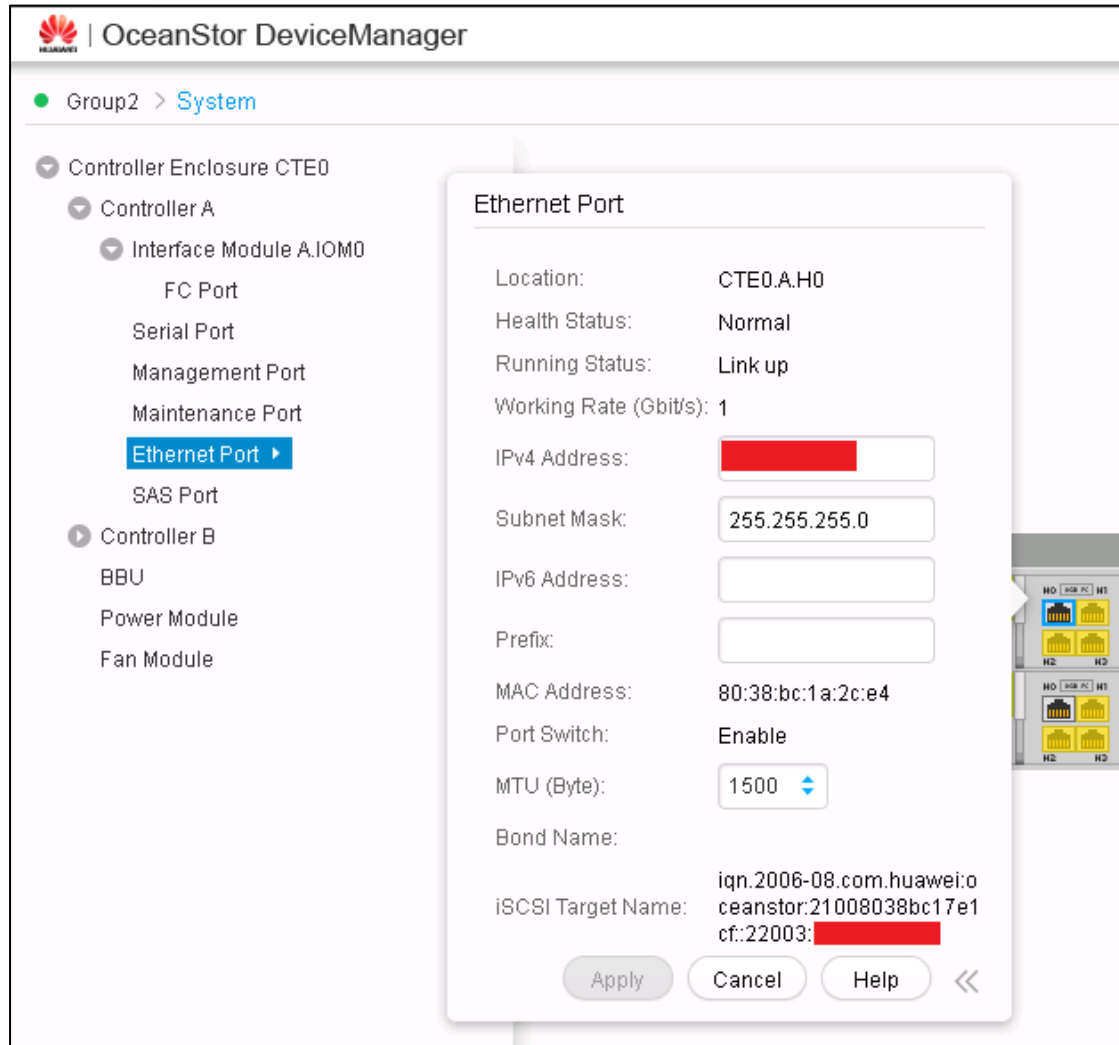 HUAWEI | OceanStor DeviceManager
Group2 > System
Controller Enclosure CTE0
Controller A
Interface Module A.IOM0
FC Port
Serial Port
Management Port
Maintenance Port
Ethernet Port
SAS Port
Controller B
BBU
Power Module
Fan Module
Ethernet Port
Location: CTE0.A.H0
Health Status: Normal
Running Status: Link up
Working Rate (Gbit/s): 1
IPv4 Address:
Subnet Mask: 255.255.255.0
IPv6 Address:
Prefix:
MAC Address: 80:38:bc:1a:2c:e4
Port Switch: Enable
MTU (Byte): 1500
Bond Name:
iSCSI Target Name: iqn.2006-08.com.huawei:o
ceanstor:21008038bc17e1
cf::22003:
Apply Cancel Help
H0 H1
H2 H3
H0 H1
H2 H3